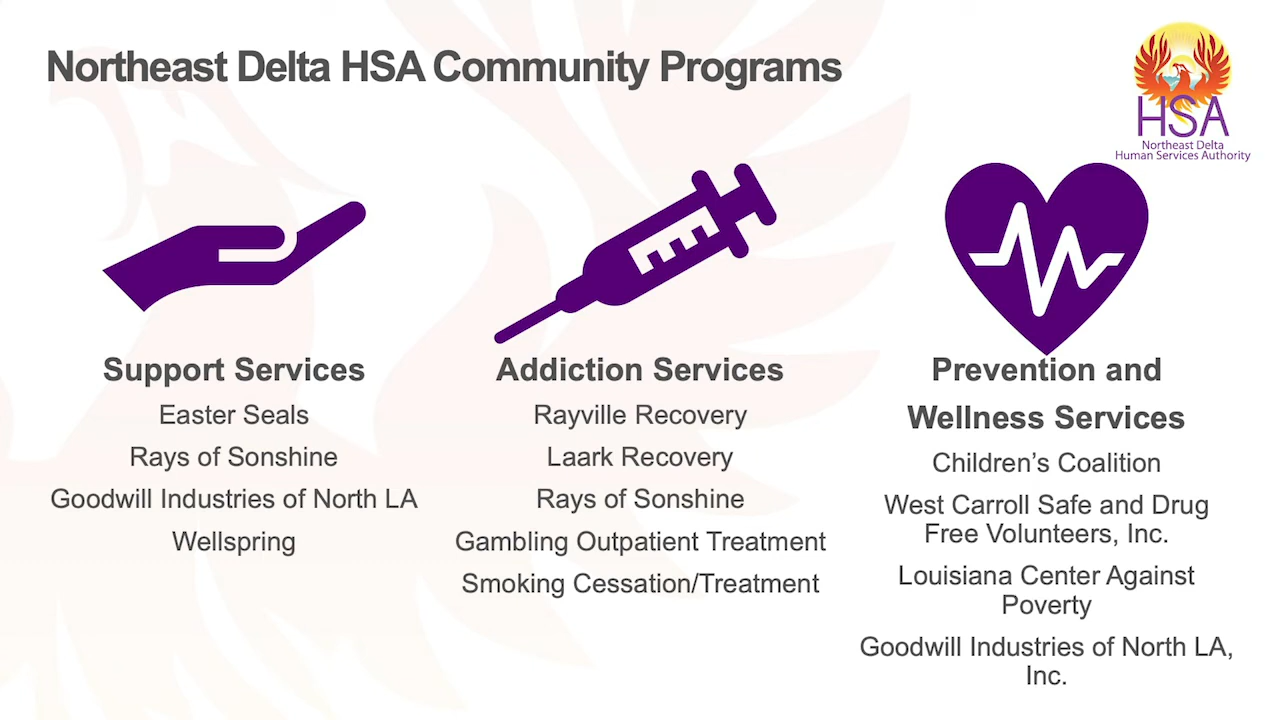 Northeast Delta HSA Community Programs
HSA
Northeast Delta
Human Services Authority
Support Services
Easter Seals
Rays of Sonshine
Goodwill Industries of North LA
Wellspring
Addiction Services
Rayville Recovery
Laark Recovery
Rays of Sonshine
Gambling Outpatient Treatment
Smoking Cessation/Treatment
Prevention and
Wellness Services
Children’s Coalition
West Carroll Safe and Drug
Free Volunteers, Inc.
Louisiana Center Against
Poverty
Goodwill Industries of North LA,
Inc.